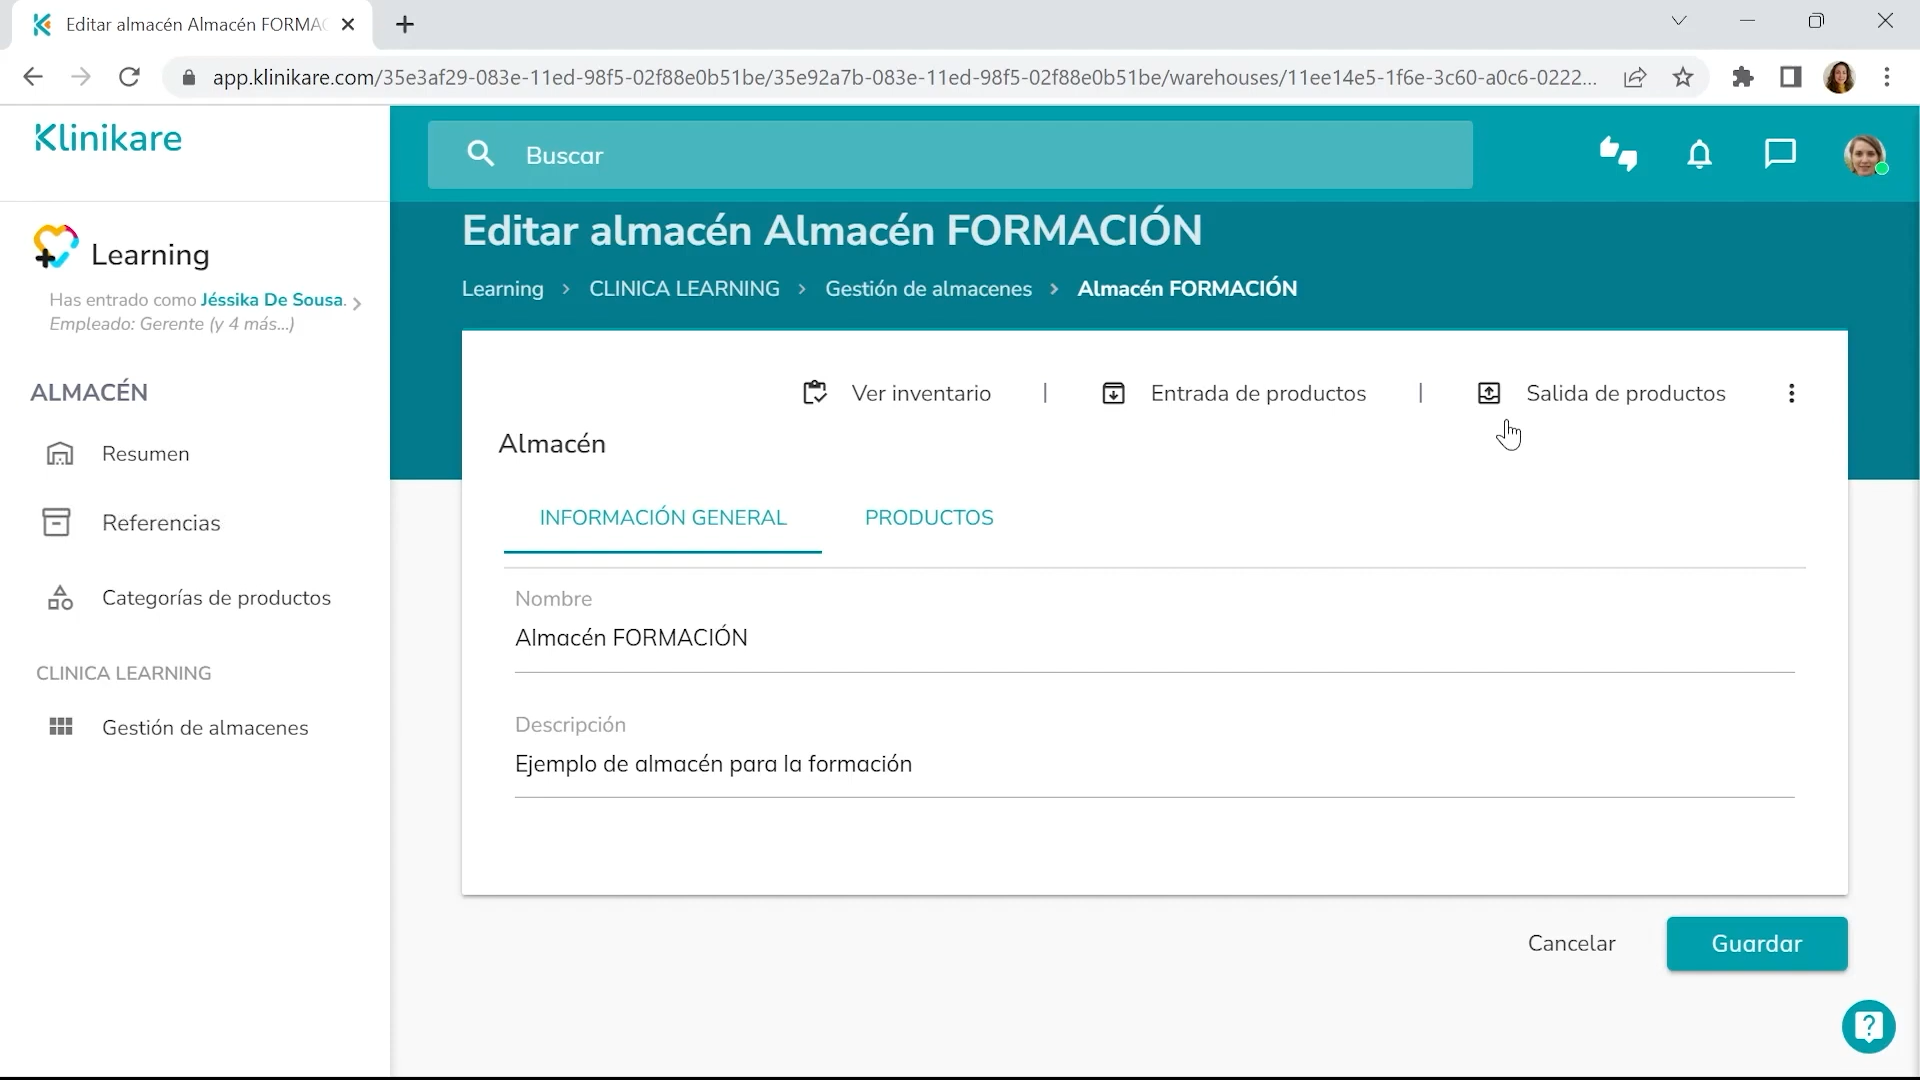 Editar almacén Almacén FORMA
app.klinikare.com/35e3af29-083e-11ed-98f5-02f88e0b51be/35e92a7b-083e-11ed-98f5-02f88e0b51be/warehouses/11ee14e5-1f6e-3c60-a0c6-0222...
Klinikare
Buscar
Learning
Has entrado como Jéssika De Sousa.
Empleado: Gerente (y 4 más...)
ALMACÉN
Resumen
Referencias
Categorías de productos
CLINICA LEARNING
Gestión de almacenes
Editar almacén Almacén FORMACIÓN
Learning > CLINICA LEARNING > Gestión de almacenes > Almacén FORMACIÓN
Ver inventario | Entrada de productos | Salida de productos
Almacén
INFORMACIÓN GENERAL PRODUCTOS
Nombre
Almacén FORMACIÓN
Descripción
Ejemplo de almacén para la formación
Cancelar Guardar